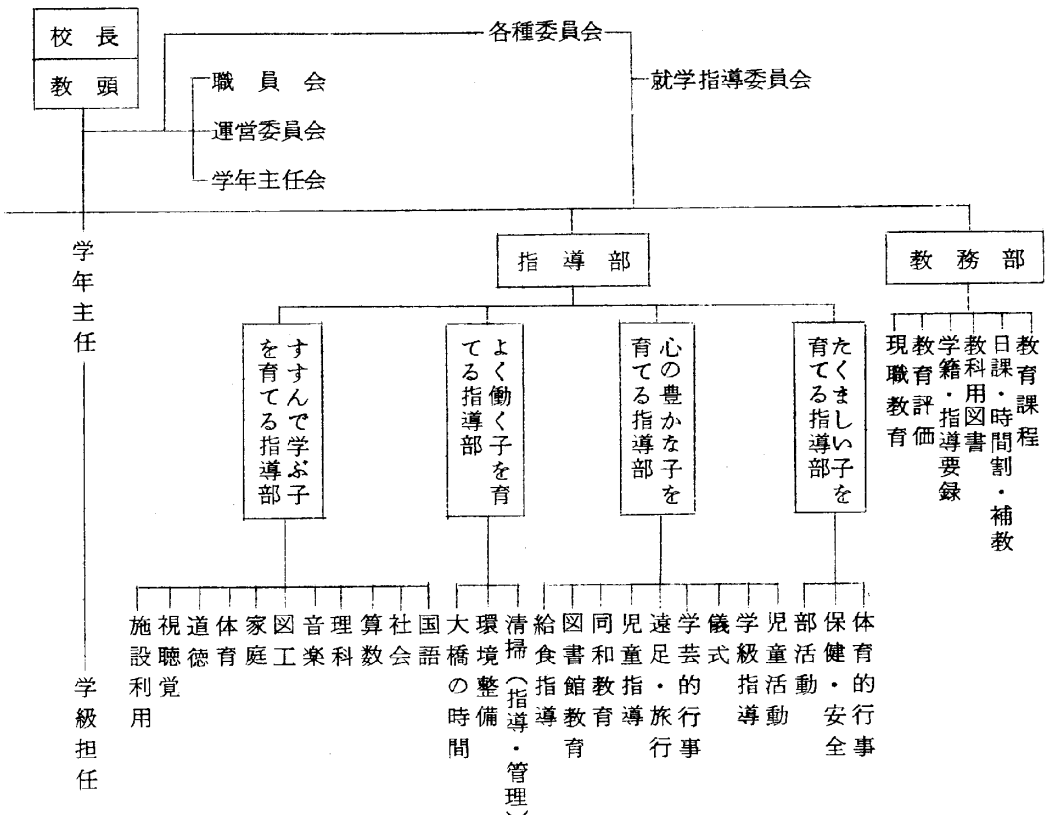 校長
教頭
各種委員会
職員会
就学指導委員会
運営委員会
学年主任会
学年主任
学級担任
指導部
教務部
教育課程
日課・時間割・補教
教科用図書
学籍・指導要録
教育評価
現職教育
たくましい子を
育てる指導部
心の豊かな子を
育てる指導部
よく働く子を育
てる指導部
すすんで学ぶ子
を育てる指導部
体育的行事
保健・安全
部活動
児童活動
学級指導
儀式
学芸的行事
遠足・旅行
児童指導
同和教育
図書館教育
給食指導
清掃(指導・管理)
環境整備
大橋の時間
国語
社会
算数
理科
音楽
図工
家庭
体育
道徳
視聴覚
施設利用